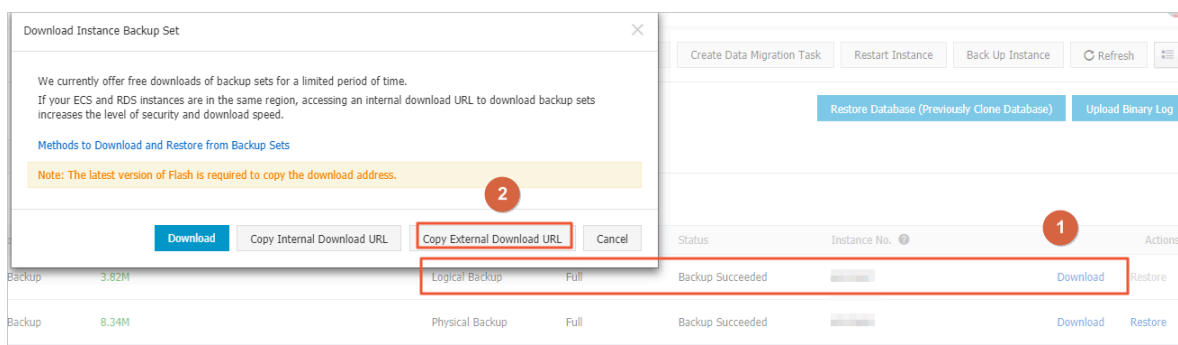 Download Instance Backup Set
We currently offer free downloads of backup sets for a limited period of time.
If your ECS and RDS instances are in the same region, accessing an internal download URL to download backup sets
increases the level of security and download speed.
Methods to Download and Restore from Backup Sets
Note: The latest version of Flash is required to copy the download address.
2
Download Copy Internal Download URL Copy External Download URL Cancel
Create Data Migration Task Restart Instance Back Up Instance Refresh
Restore Database (Previously Clone Database) Upload Binary Log
1
Status Instance No. Actions
Backup 3.82M Logical Backup Full Backup Succeeded Download Restore
Backup 8.34M Physical Backup Full Backup Succeeded Download Restore